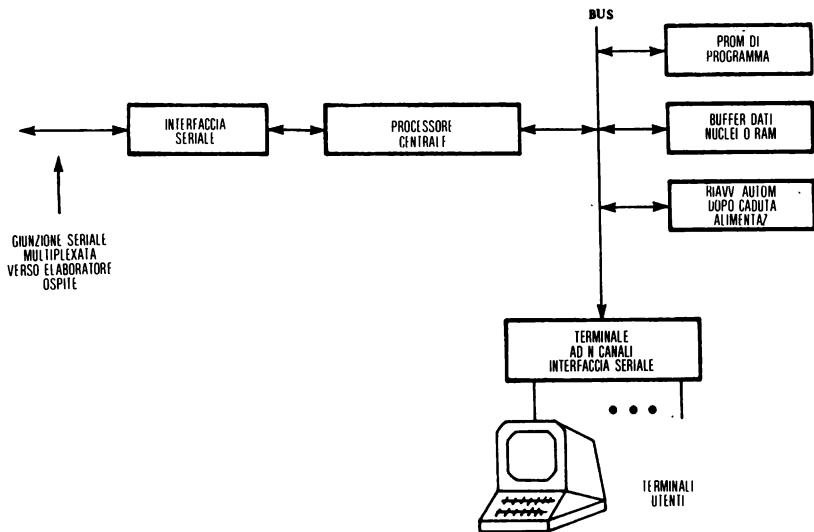 BUS
PROM DI
PROGRAMMA
INTERFACCIA
SERIALE
PROCESSORE
CENTRALE
BUFFER DATI
NUCLEI O RAM
RIAVV AUTOM
DOPO CADUTA
ALIMENTAZ
GIUNZIONE SERIALE
MULTIPLEXATA
VERSO ELABORATORE
OSPITE
TERMINALE
AD N CANALI
INTERFACCIA SERIALE
TERMINALI
UTENTI